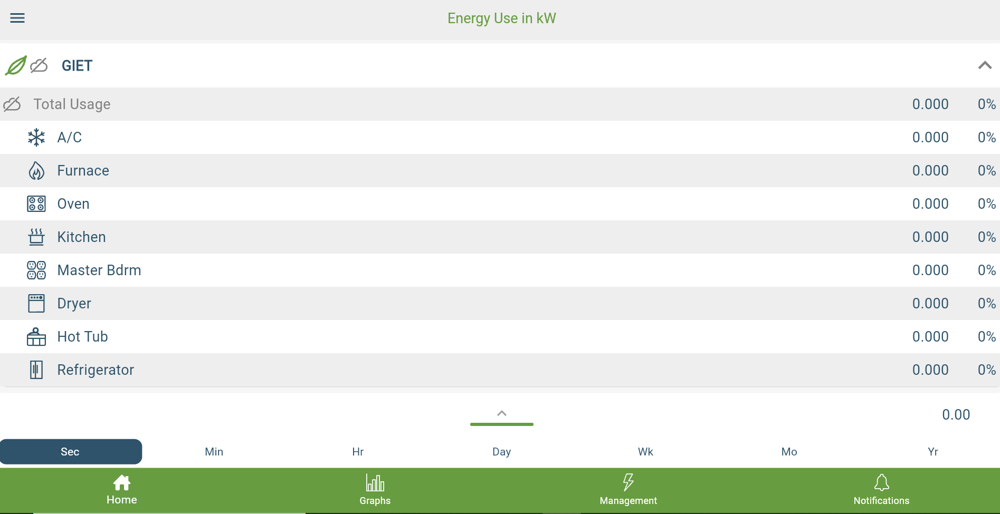 Energy Use in kW
GIET
Total Usage 0.000 0%
A/C 0.000 0%
Furnace 0.000 0%
Oven 0.000 0%
Kitchen 0.000 0%
Master Bdrm 0.000 0%
Dryer 0.000 0%
Hot Tub 0.000 0%
Refrigerator 0.000 0%
0.00
Sec Min Hr Day Wk Mo Yr
Home Graphs Management Notifications